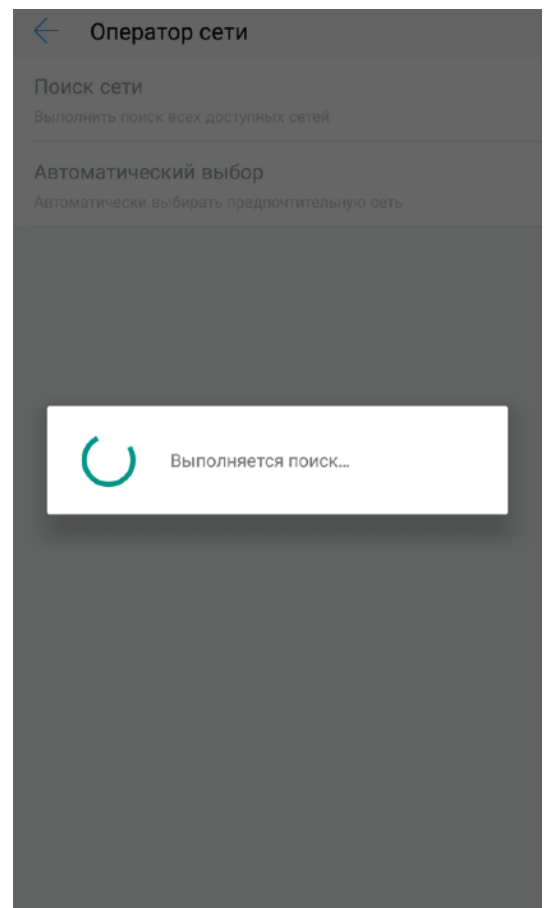 Оператор сети
Поиск сети
Выполнить поиск всех доступных сетей
Автоматический выбор
Автоматически выбирать предпочтительную сеть
Выполняется поиск...